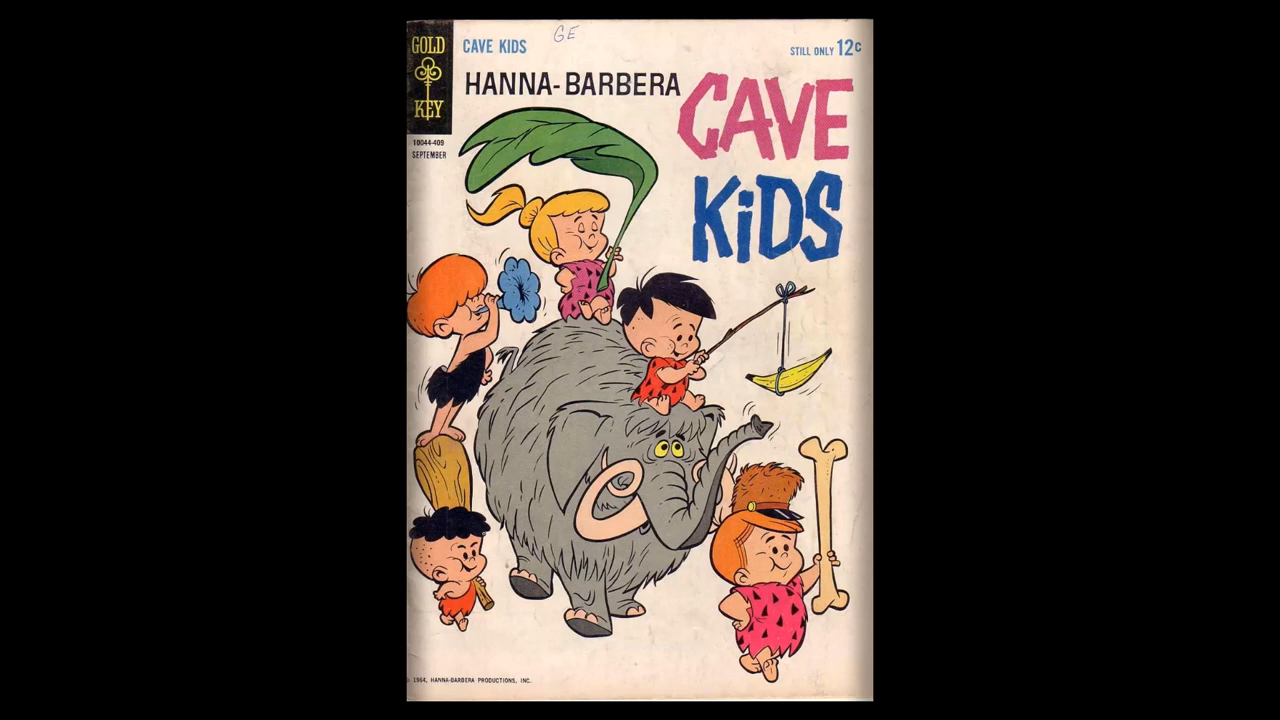 GOLD
KEY
CAVE KIDS
GE
STILL ONLY 12c
HANNA-BARBERA
CAVE
KiDS
10044-409
SEPTEMBER
1964, HANNA-BARBERA PRODUCTIONS, INC.